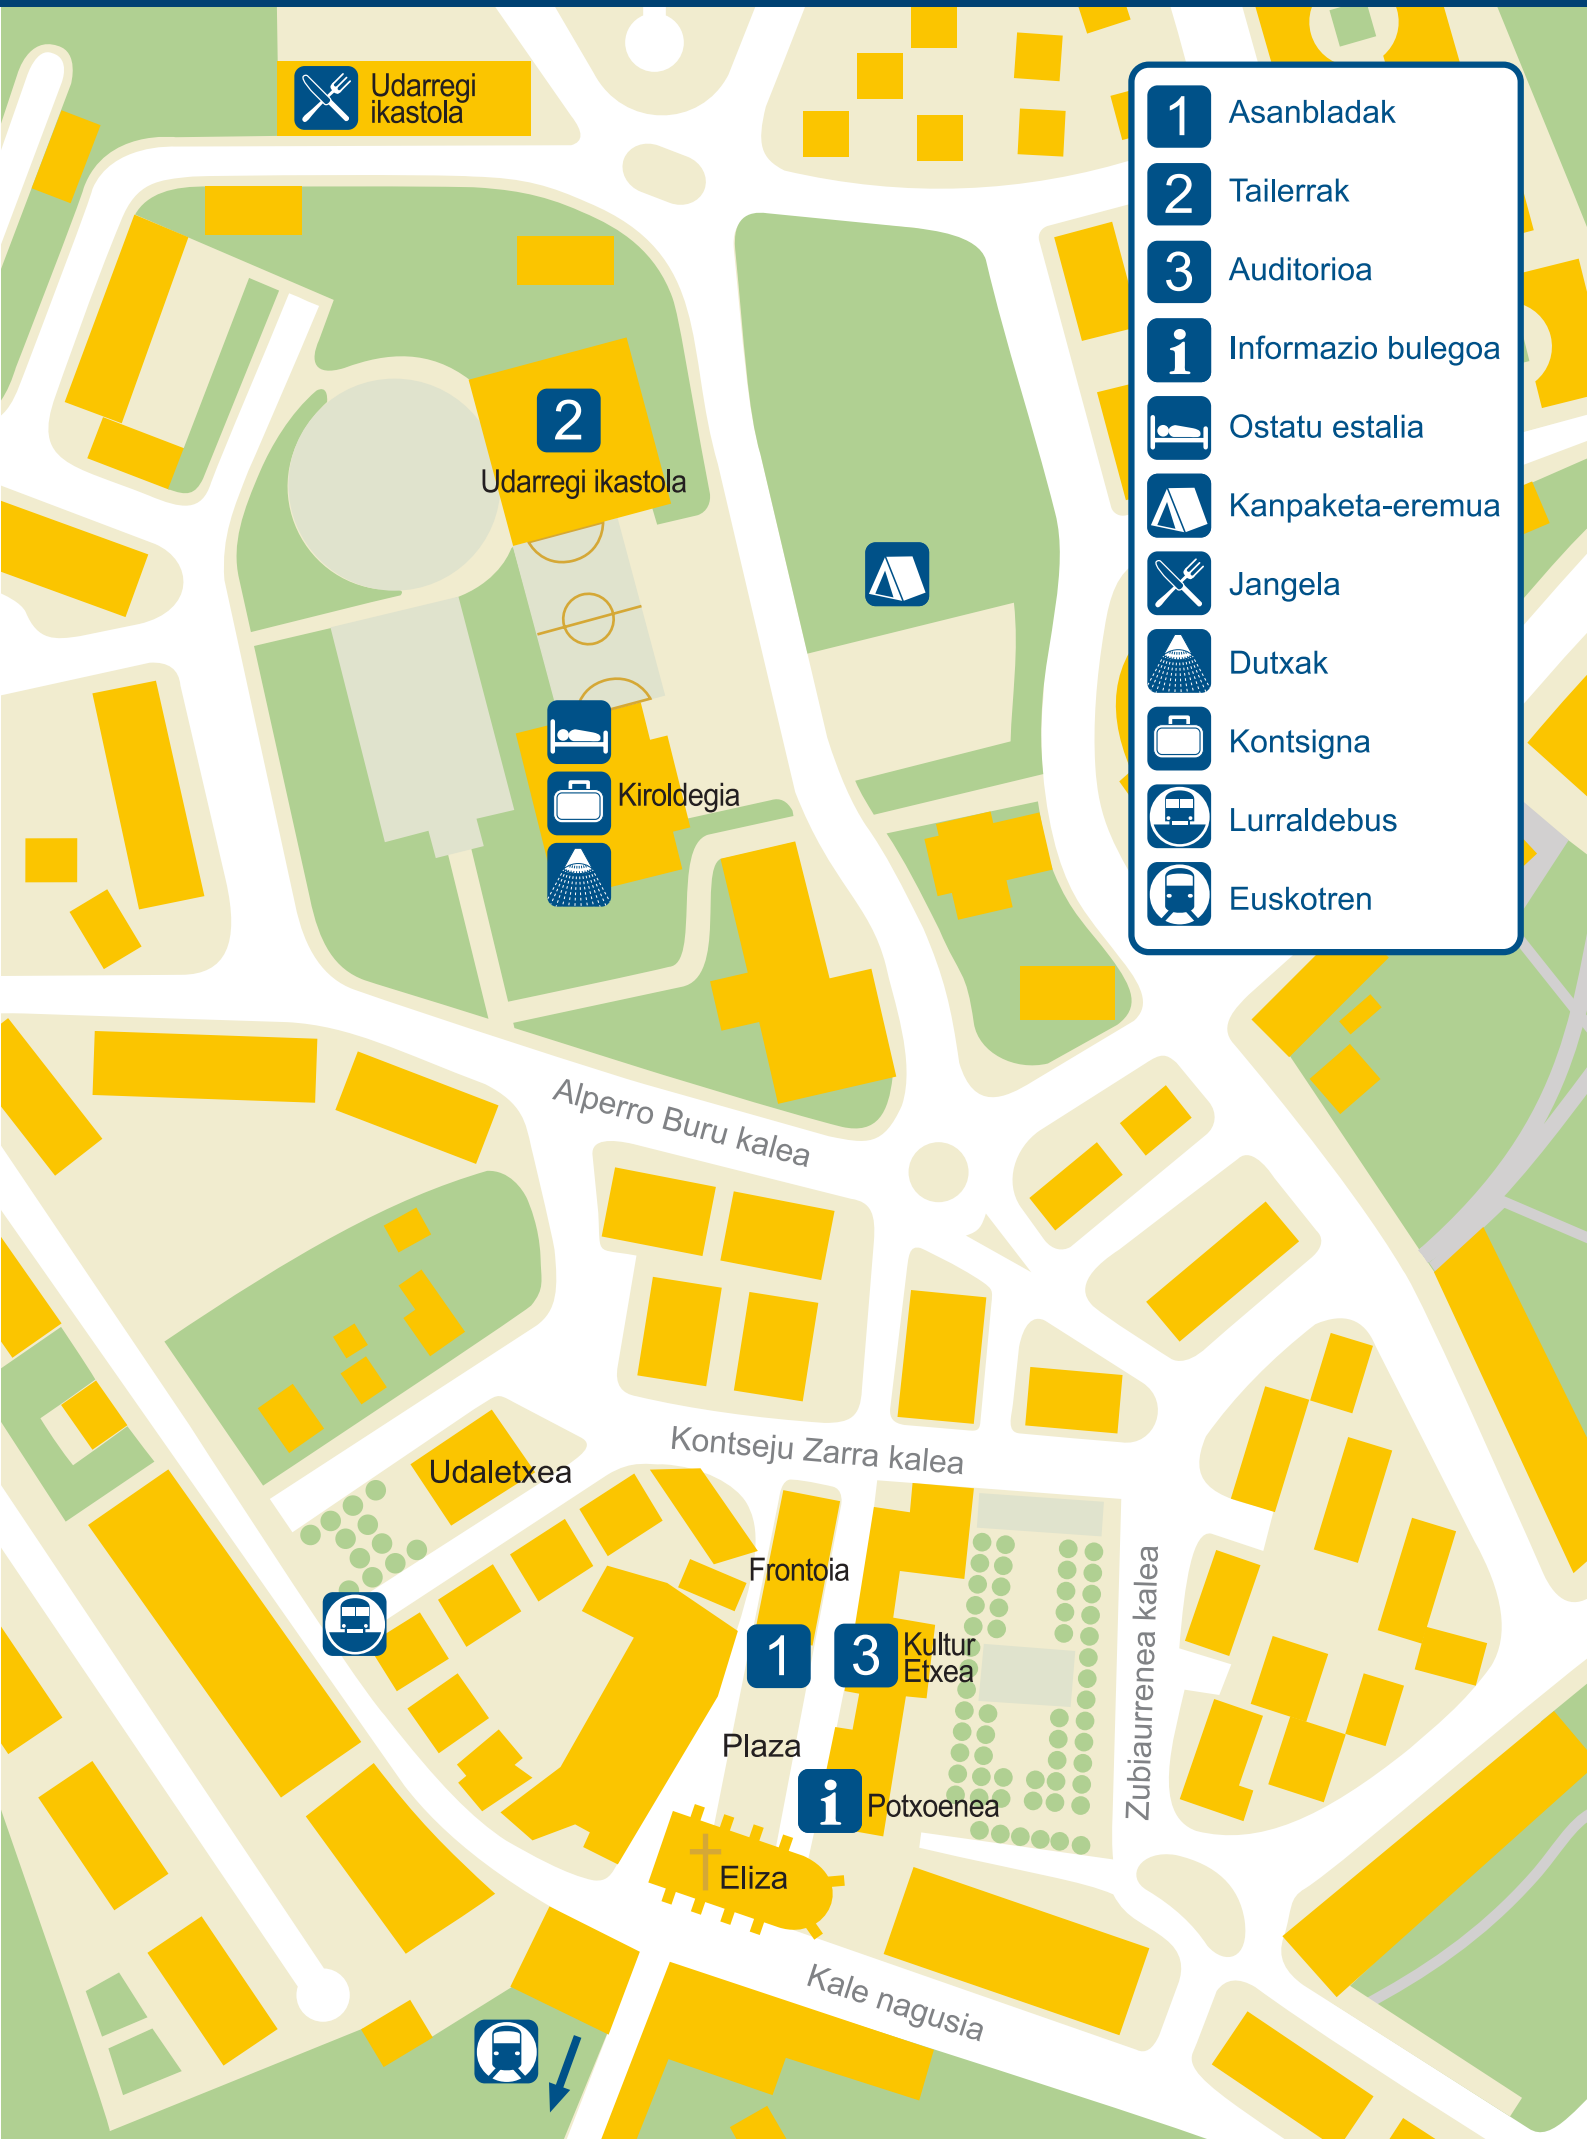 Udarregi
ikastola
1 Asanbladak
2 Tailerrak
3 Auditorioa
i Informazio bulegoa
Ostatu estalia
Kanpaketa-eremua
Jangela
Dutxak
Kontsigna
Lurraldebus
Euskotren
2
Udarregi ikastola
Kiroldegia
Alperro Buru kalea
Kontseju Zarra kalea
Udaletxea
Frontoia
1
3 Kultur
Etxea
Zubiaurrenea kalea
Plaza
i Potxoenea
Eliza
Kale nagusia